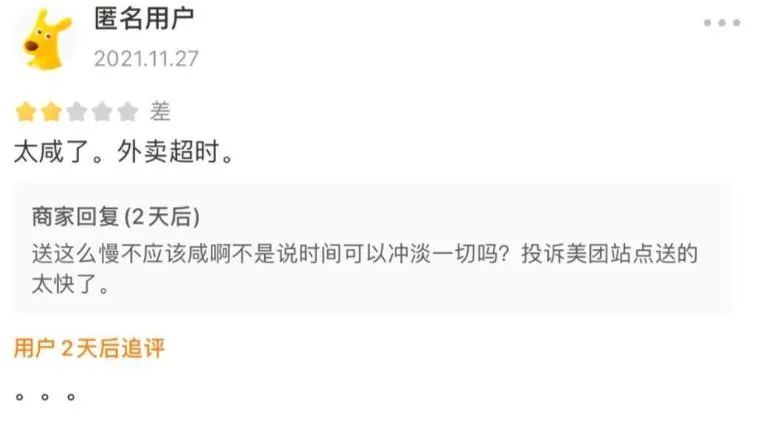 匿名用户
2021.11.27
差
太咸了。外卖超时。
商家回复(2天后)
送这么慢不应该咸啊不是说时间可以冲淡一切吗？投诉美团站点送的
太快了。
用户2天后追评
。。。